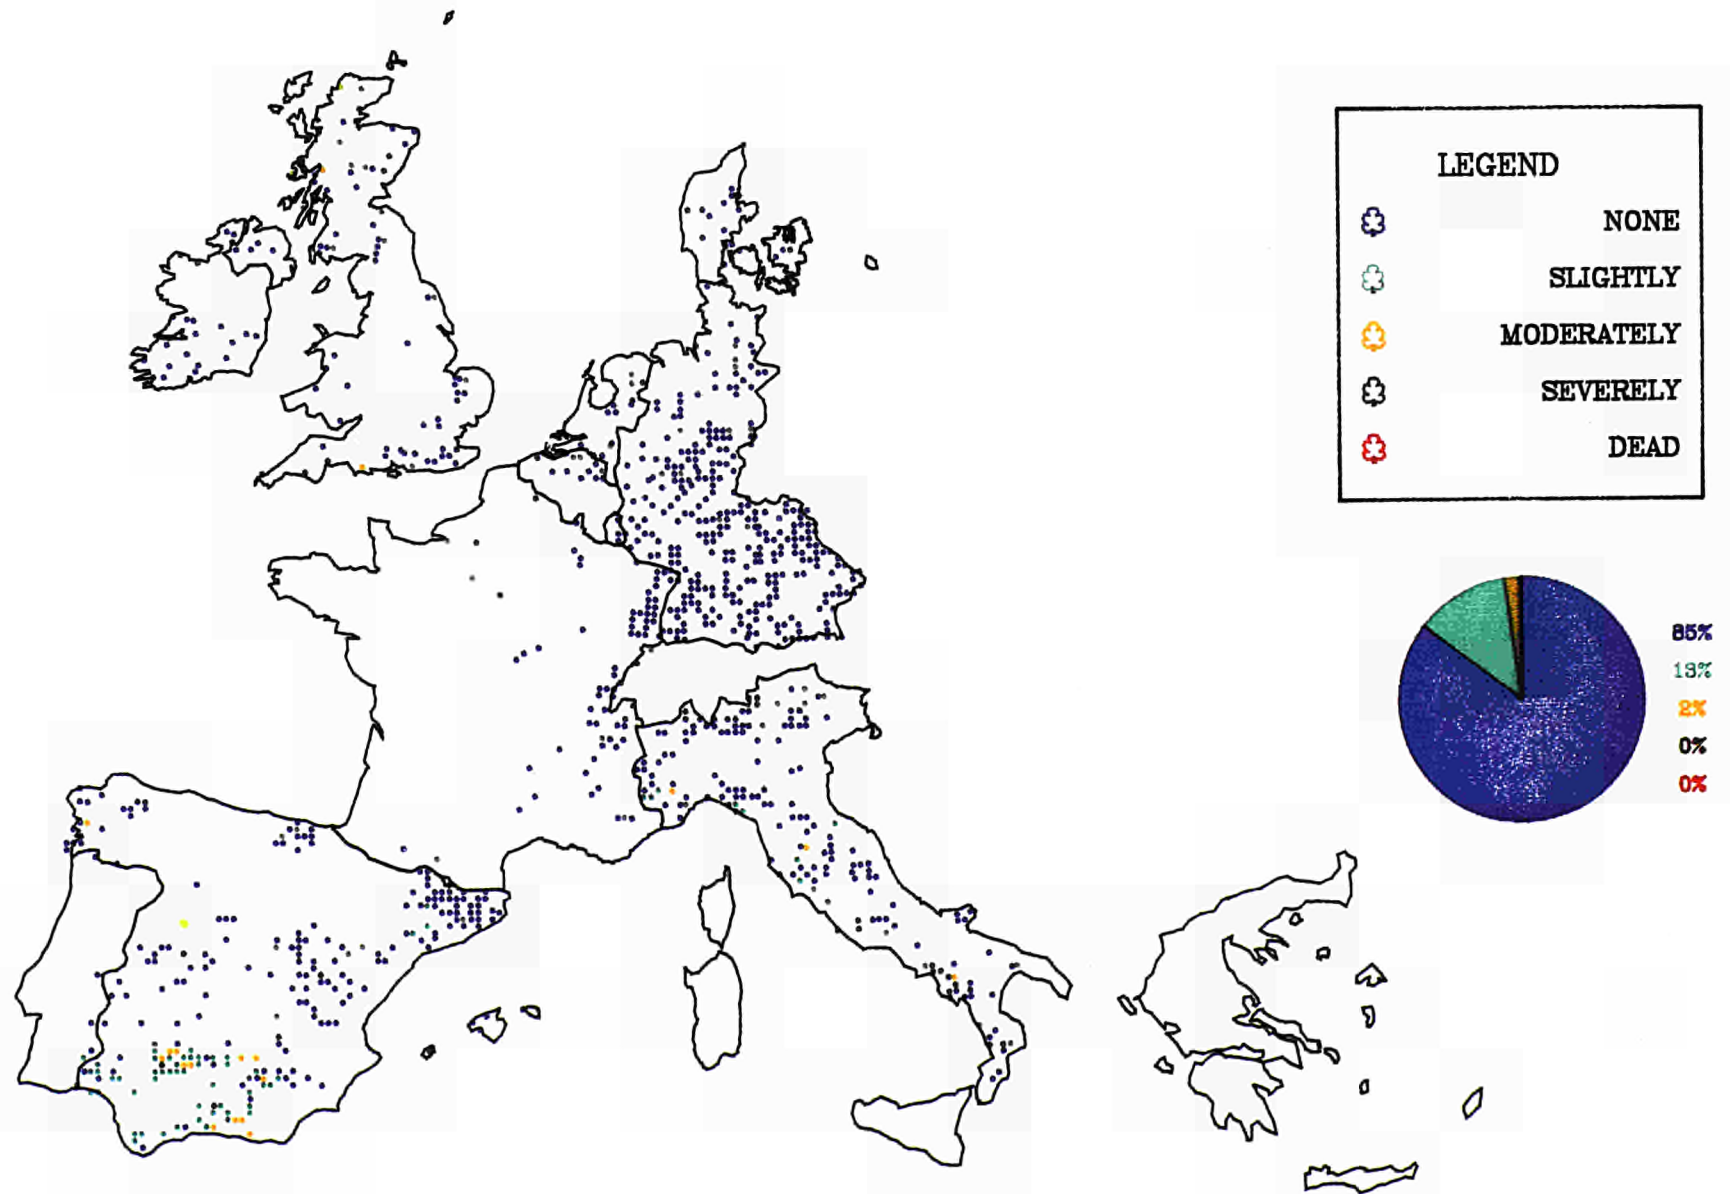 LEGEND
NONE
SLIGHTLY
MODERATELY
SEVERELY
DEAD
85%
13%
2%
0%
0%